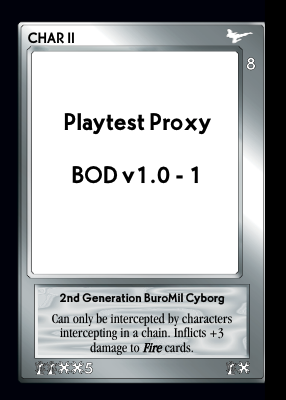 CHAR II
8
Playtest Proxy
BOD v1.0 - 1
2nd Generation BuroMil Cyborg
Can only be intercepted by characters
intercepting in a chain. Inflicts +3
damage to Fire cards.
5